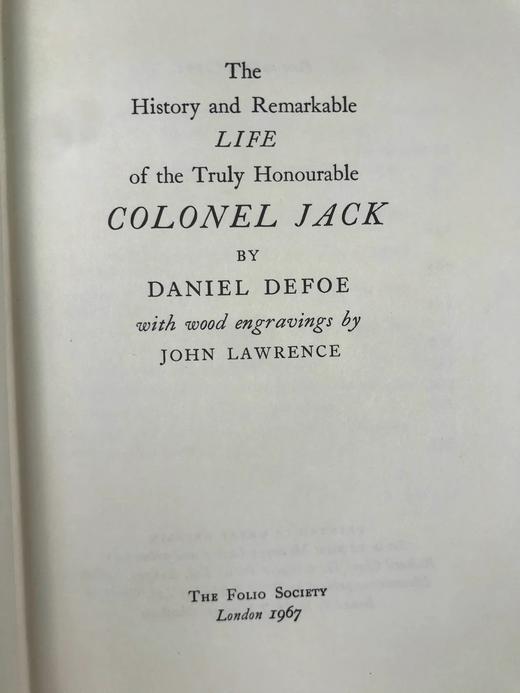 The
History and Remarkable
LIFE
of the Truly Honourable
COLONEL JACK
BY
DANIEL DEFOE
with wood engravings by
JOHN LAWRENCE
THE FOLIO SOCIETY
London 1967